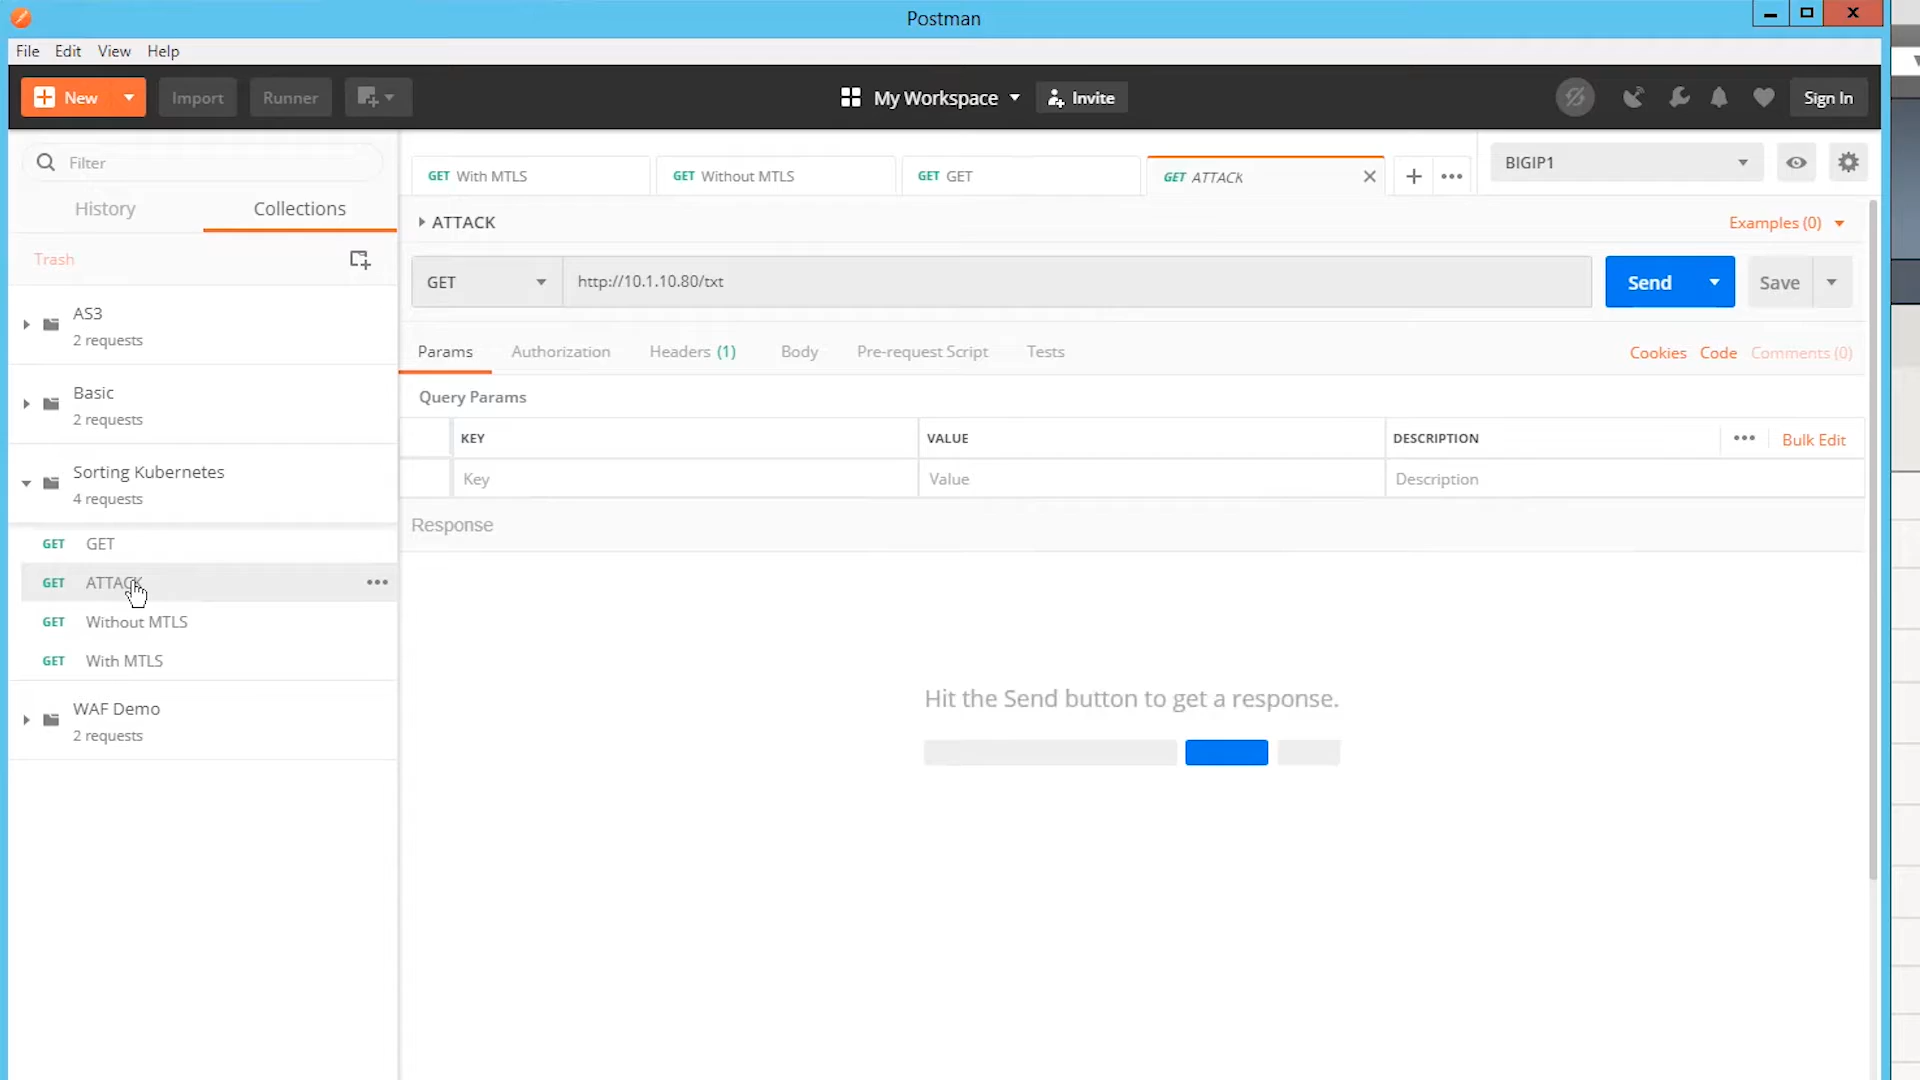 Postman
File Edit View Help
New Import Runner My Workspace Invite Sign In
Filter
History Collections
Trash
AS3
2 requests
Basic
2 requests
Sorting Kubernetes
4 requests
GET GET
GET ATTACK
GET Without MTLS
GET With MTLS
WAF Demo
2 requests
GET With MTLS GET Without MTLS GET GET GET ATTACK BIGIP1
ATTACK Examples (0)
GET http://10.1.10.80/txt Send Save
Params Authorization Headers (1) Body Pre-request Script Tests Cookies Code Comments (0)
Query Params
KEY VALUE DESCRIPTION Bulk Edit
Key Value Description
Response
Hit the Send button to get a response.